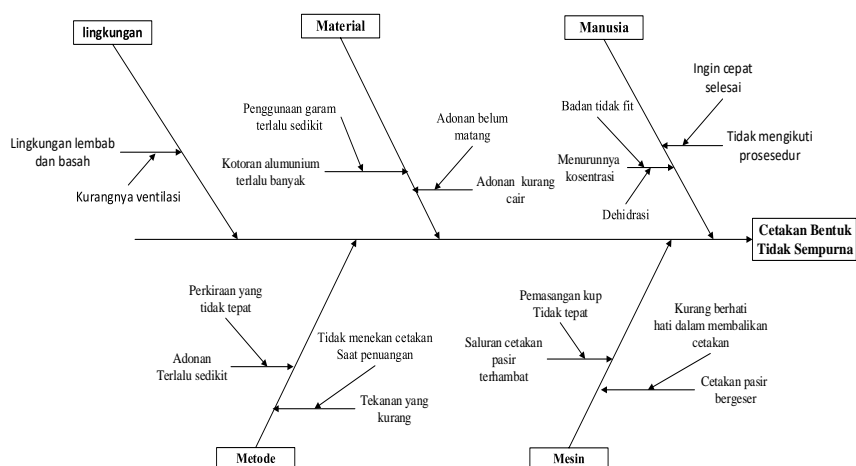 lingkungan
Material
Manusia
Lingkungan lembab
dan basah
Kurangnya ventilasi
Penggunaan garam
terlalu sedikit
Kotoran alumunium
terlalu banyak
Adonan belum
matang
Adonan kurang
cair
Badan tidak fit
Menurunnya
kosentrasi
Dehidrasi
Ingin cepat
selesai
Tidak mengikuti
prosesedur
Cetakan Bentuk
Tidak Sempurna
Perkiraan yang
tidak tepat
Adonan
Terlalu sedikit
Tidak menekan cetakan
Saat penuangan
Tekanan yang
kurang
Pemasangan kup
Tidak tepat
Saluran cetakan
pasir
terhambat
Kurang berhati
hati dalam membalikan
cetakan
Cetakan pasir
bergeser
Metode
Mesin